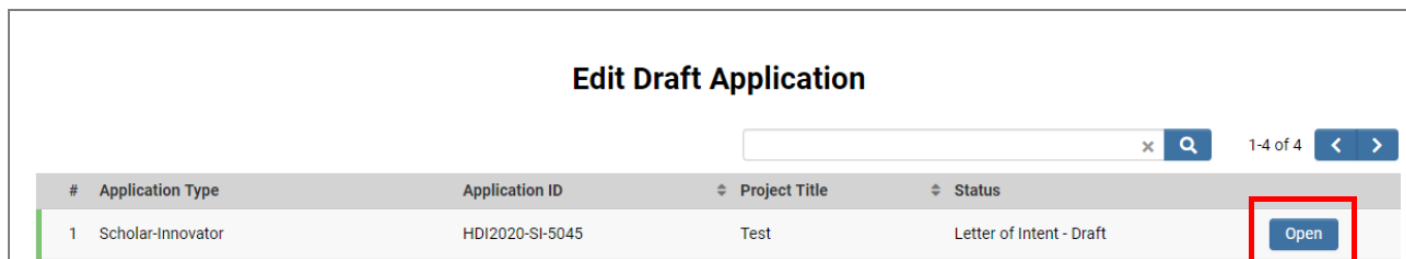 Edit Draft Application
1-4 of 4
# Application Type Application ID Project Title Status
1 Scholar-Innovator HDI2020-SI-5045 Test Letter of Intent - Draft Open